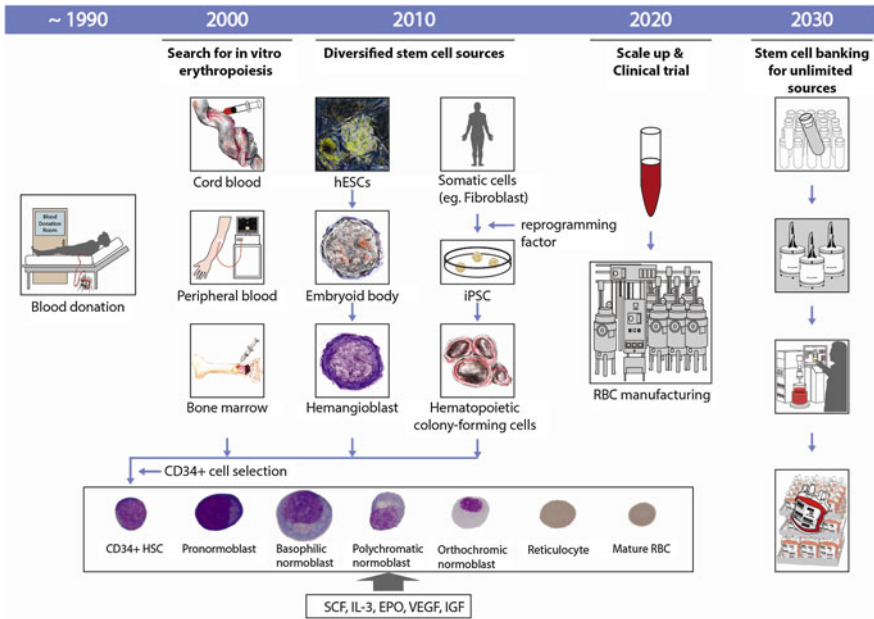 ~ 1990
2000
2010
2020
2030
Search for in vitro
erythropoiesis
Diversified stem cell sources
Scale up &
Clinical trial
Stem cell banking
for unlimited
sources
Blood
Donation
Room
Blood donation
Cord blood
Peripheral blood
Bone marrow
hESCs
Embryoid body
Hemangioblast
Somatic cells
(eg. Fibroblast)
reprogramming
factor
iPSC
Hematopoietic
colony-forming cells
RBC manufacturing
CD34+ cell selection
CD34+ HSC
Pronormoblast
Basophilic
normoblast
Polychromatic
normoblast
Orthochromic
normoblast
Reticulocyte
Mature RBC
SCF, IL-3, EPO, VEGF, IGF